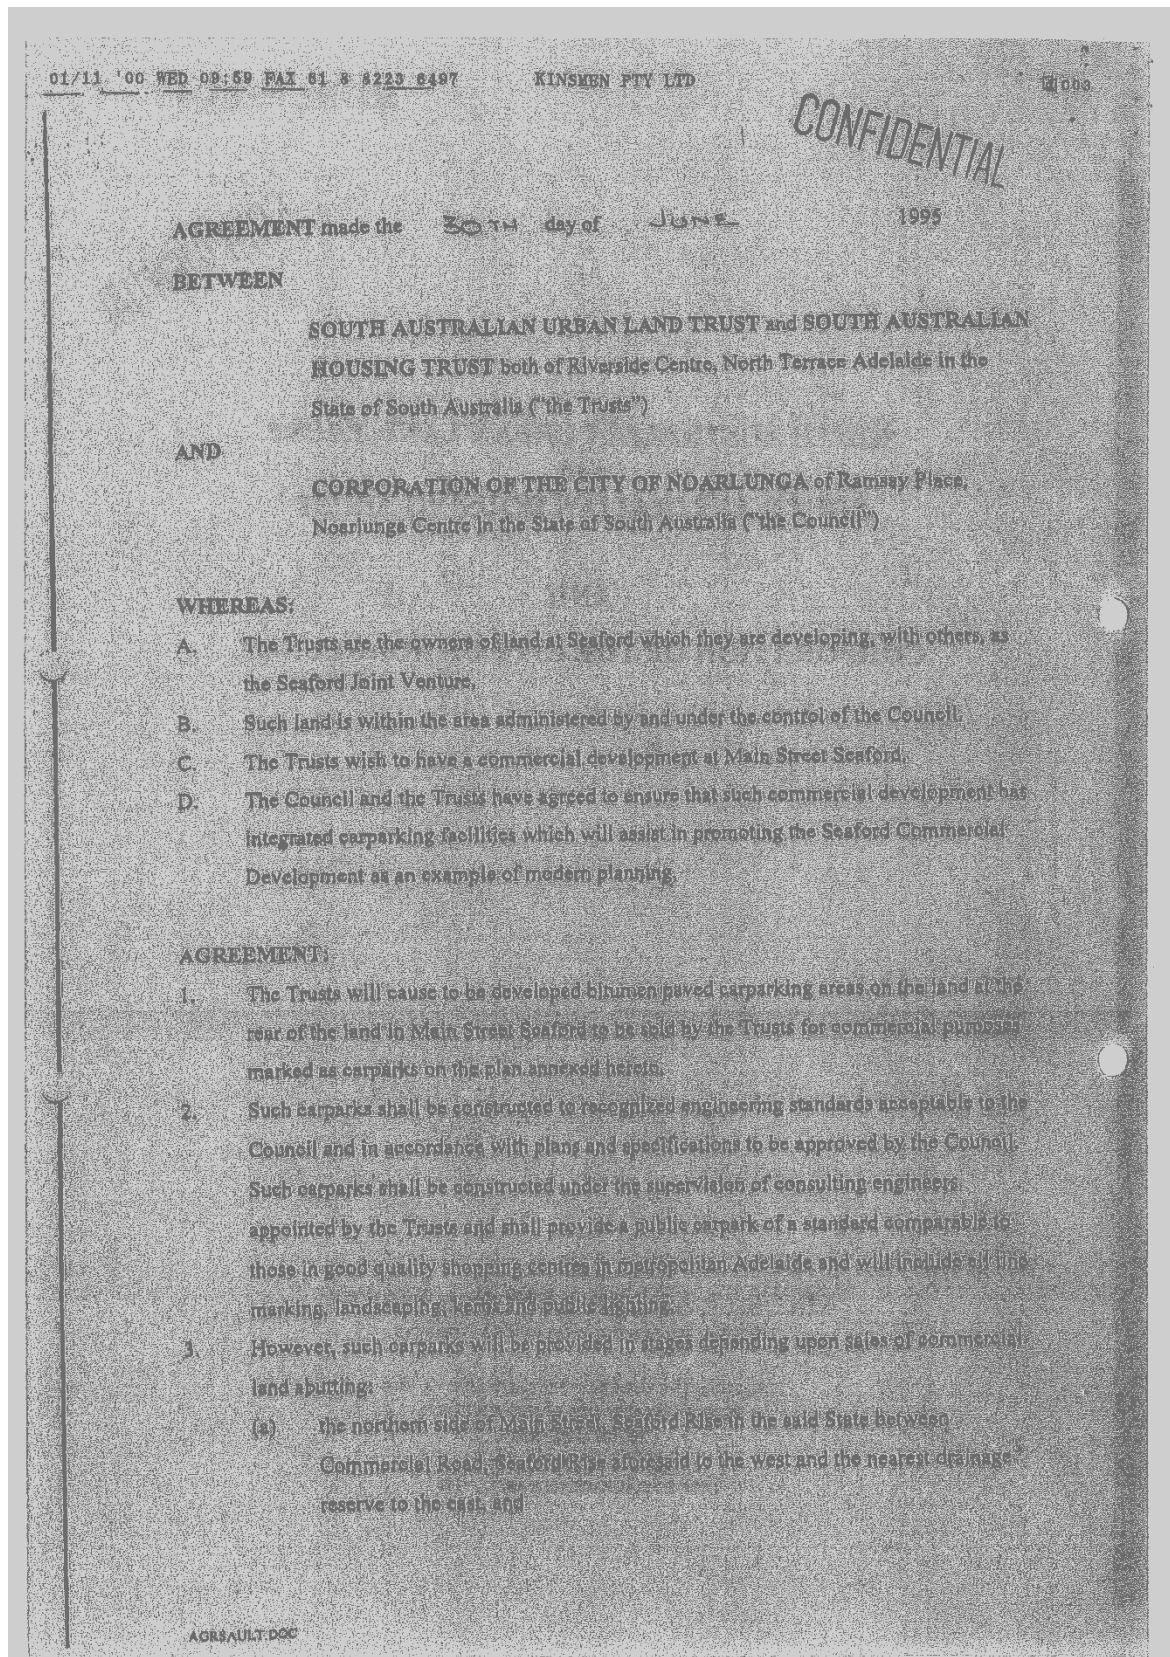 01/11 '00 WED 09:59 FAX 61 8 8223 6497 KINSMEN PTY LTD 003
CONFIDENTIAL
AGREEMENT made the 30TH day of JUNE 1995
BETWEEN
SOUTH AUSTRALIAN URBAN LAND TRUST and SOUTH AUSTRALIAN
HOUSING TRUST both of Riverside Centre, North Terrace Adelaide in the
State of South Australia ("the Trusts")
AND
CORPORATION OF THE CITY OF NOARLUNGA of Ramsay Place,
Noarlunga Centre in the State of South Australia ("the Council")
WHEREAS:
A. The Trusts are the owners of land at Seaford which they are developing, with others, as
the Seaford Joint Venture.
B. Such land is within the area administered by and under the control of the Council.
C. The Trusts wish to have a commercial development at Main Street Seaford.
D. The Council and the Trusts have agreed to ensure that such commercial development has
integrated carparking facilities which will assist in promoting the Seaford Commercial
Development as an example of modern planning.
AGREEMENT:
1. The Trusts will cause to be developed bitumen paved carparking areas on the land at the
rear of the land in Main Street Seaford to be sold by the Trusts for commercial purposes
marked as carparks on the plan annexed hereto.
2. Such carparks shall be constructed to recognized engineering standards acceptable to the
Council and in accordance with plans and specifications to be approved by the Council.
Such carparks shall be constructed under the supervision of consulting engineers
appointed by the Trusts and shall provide a public carpark of a standard comparable to
those in good quality shopping centres in metropolitan Adelaide and will include all line
marking, landscaping, kerbs and public lighting.
3. However, such carparks will be provided in stages depending upon sales of commercial
land abutting:
(a) the northern side of Main Street, Seaford Rise in the said State between
Commercial Road, Seaford Rise aforesaid to the west and the nearest drainage
reserve to the east, and
AGRSAULT.DOC